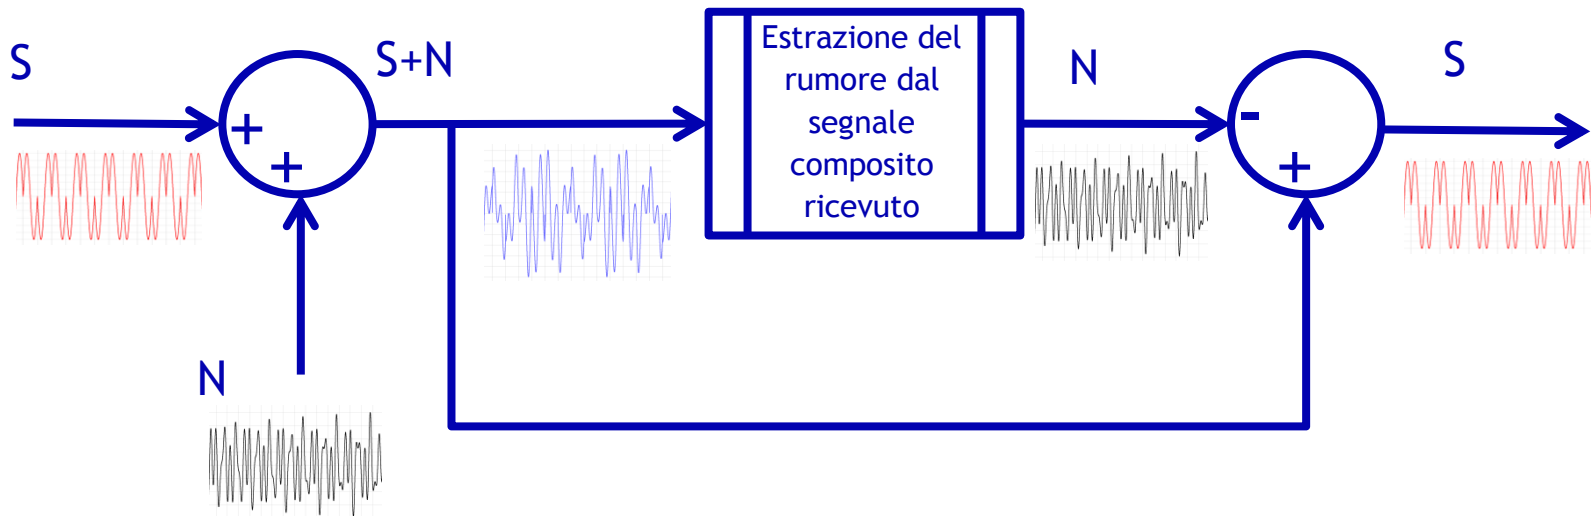 S
S+N
Estrazione del
rumore dal
segnale
composito
ricevuto
N
S
+
+
-
+
N